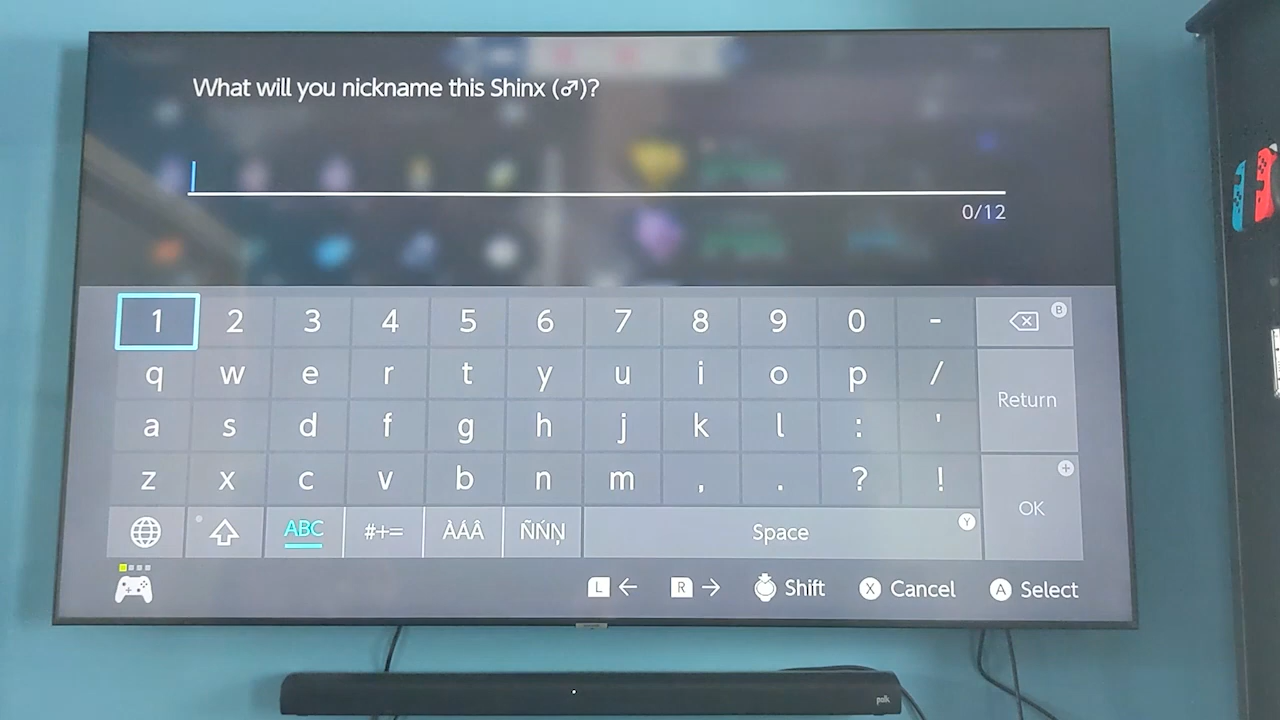 What will you nickname this Shinx (♂)?
0/12
1 2 3 4 5 6 7 8 9 0 - B
q w e r t y u i o p / Return
a s d f g h j k l : '
z x c v b n m , . ? ! + OK
ABC #+= ÀÁÂ ÑŃŅ Space Y
L ← R → Shift X Cancel A Select
polk